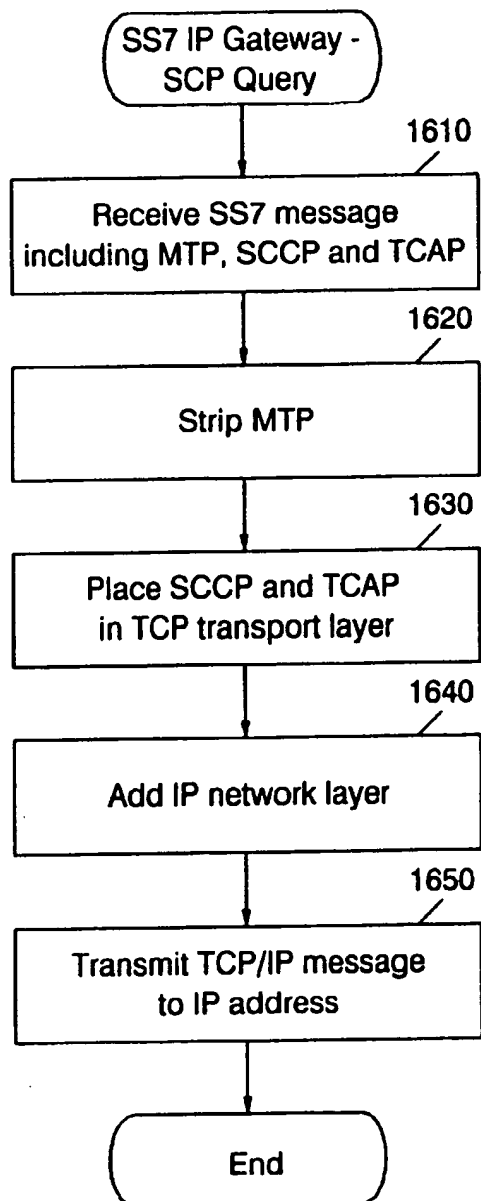 SS7 IP Gateway -
SCP Query
1610
Receive SS7 message
including MTP, SCCP and TCAP
1620
Strip MTP
1630
Place SCCP and TCAP
in TCP transport layer
1640
Add IP network layer
1650
Transmit TCP/IP message
to IP address
End